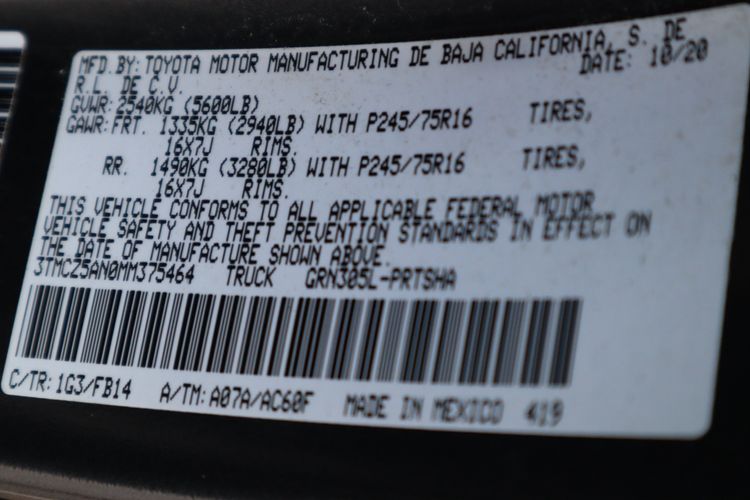 MFD.BY: TOYOTA MOTOR MANUFACTURING DE BAJA CALIFORNIA, S. DE
R.L. DE C.V. DATE: 10/20
GVWR: 2540KG (5600LB)
GAWR: FRT. 1335KG (2940LB) WITH P245/75R16 TIRES,
16X7J RIMS.
RR. 1490KG (3280LB) WITH P245/75R16 TIRES,
16X7J RIMS.
THIS VEHICLE CONFORMS TO ALL APPLICABLE FEDERAL MOTOR
VEHICLE SAFETY AND THEFT PREVENTION STANDARDS IN EFFECT ON
THE DATE OF MANUFACTURE SHOWN ABOVE.
3TMCZ5AN0MM375464 TRUCK GRN305L-PRTSHA
C/TR: 1G3/FB14 A/TM: A07A/AC60F MADE IN MEXICO 419